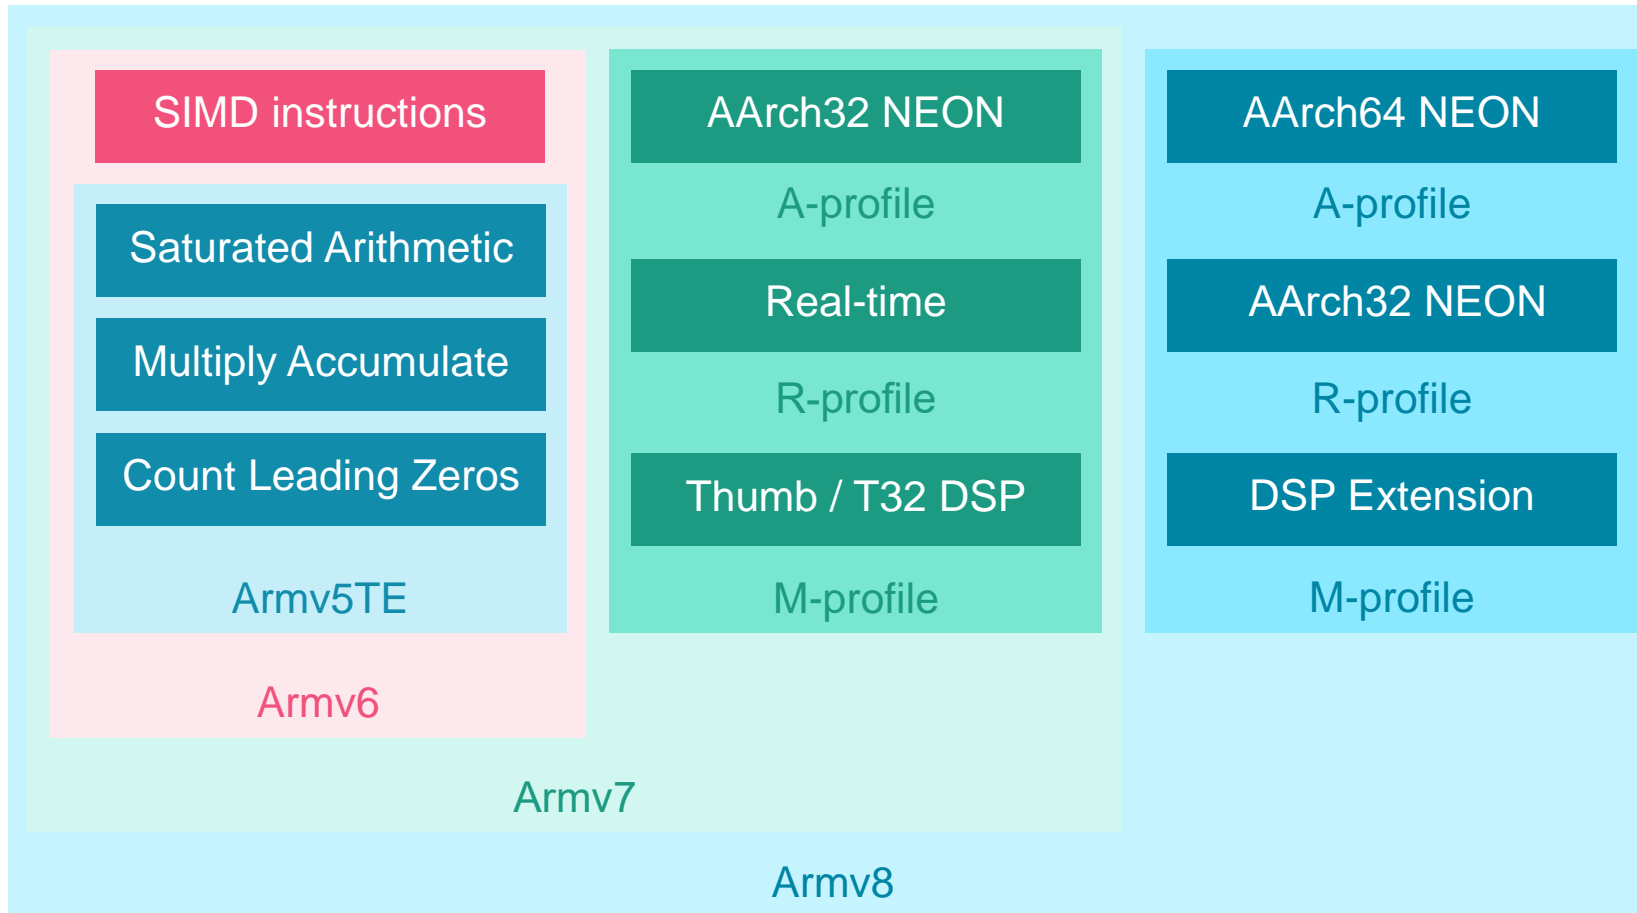 SIMD instructions
Saturated Arithmetic
Multiply Accumulate
Count Leading Zeros
Armv5TE
Armv6
AArch32 NEON
A-profile
Real-time
R-profile
Thumb / T32 DSP
M-profile
Armv7
AArch64 NEON
A-profile
AArch32 NEON
R-profile
DSP Extension
M-profile
Armv8